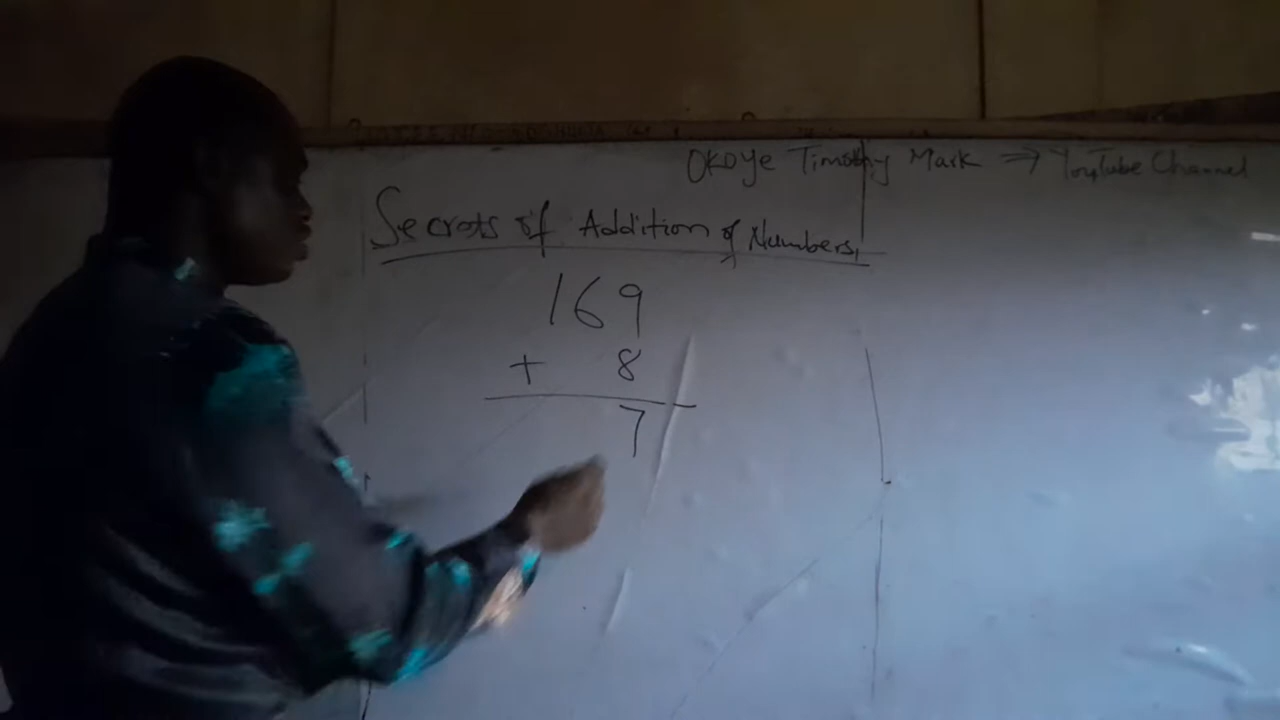 OKOYE Timothy Mark ⇒ YouTube Channel
Secrets of Addition of Numbers,
169
+ 8
7